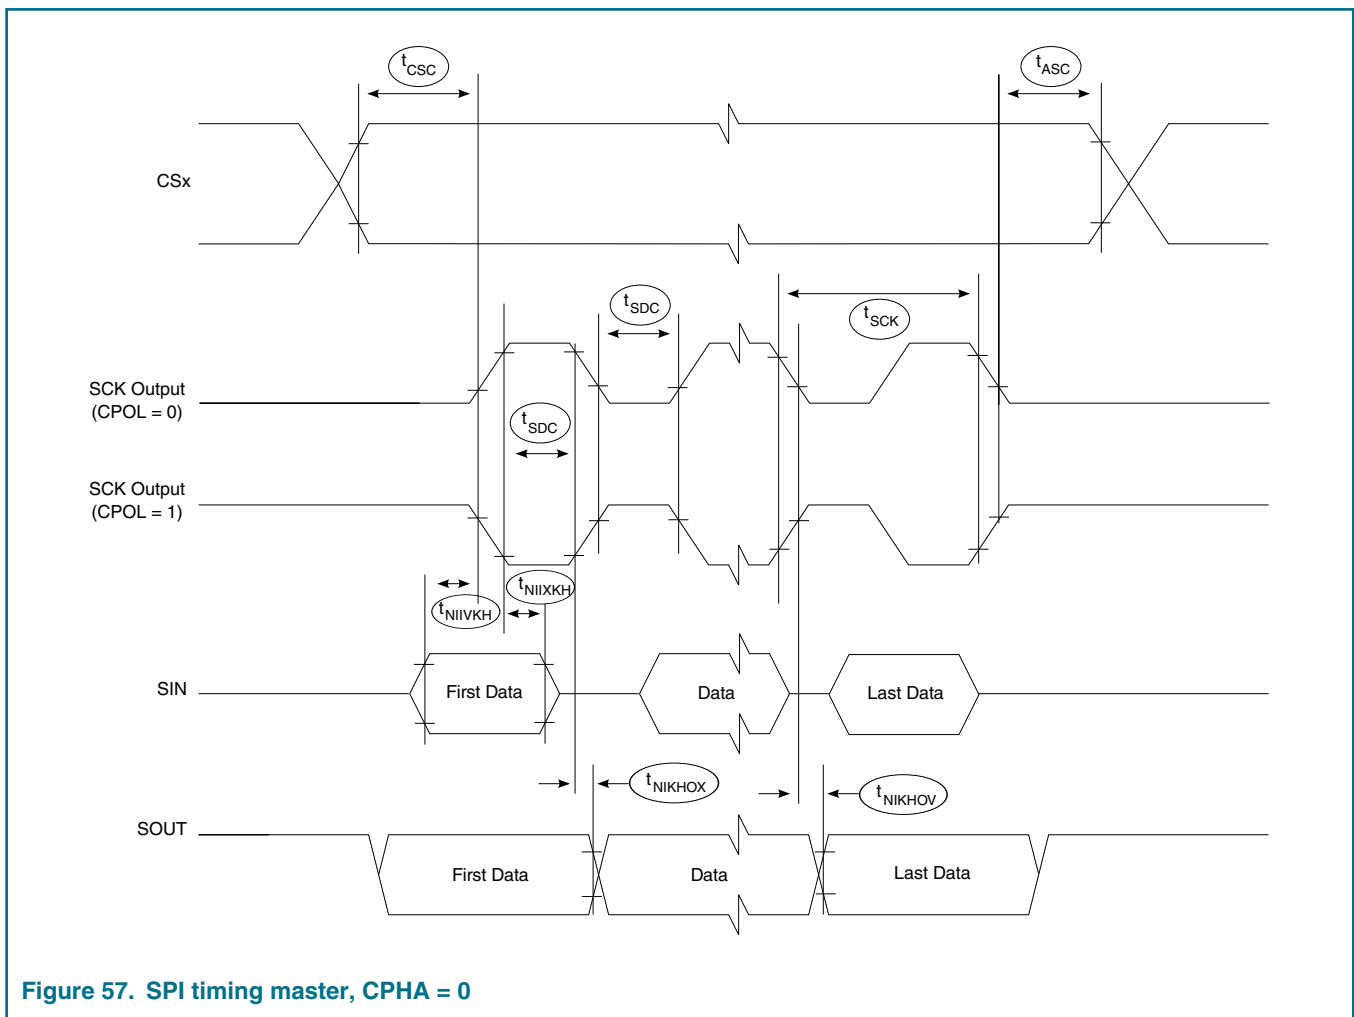 tCSC
tASC
CSx
tSDC
tSCK
SCK Output
(CPOL = 0)
tSDC
SCK Output
(CPOL = 1)
tNIIVKH
tNIIXKH
SIN
First Data
Data
Last Data
tNIKHOX
tNIKHOV
SOUT
First Data
Data
Last Data
Figure 57. SPI timing master, CPHA = 0